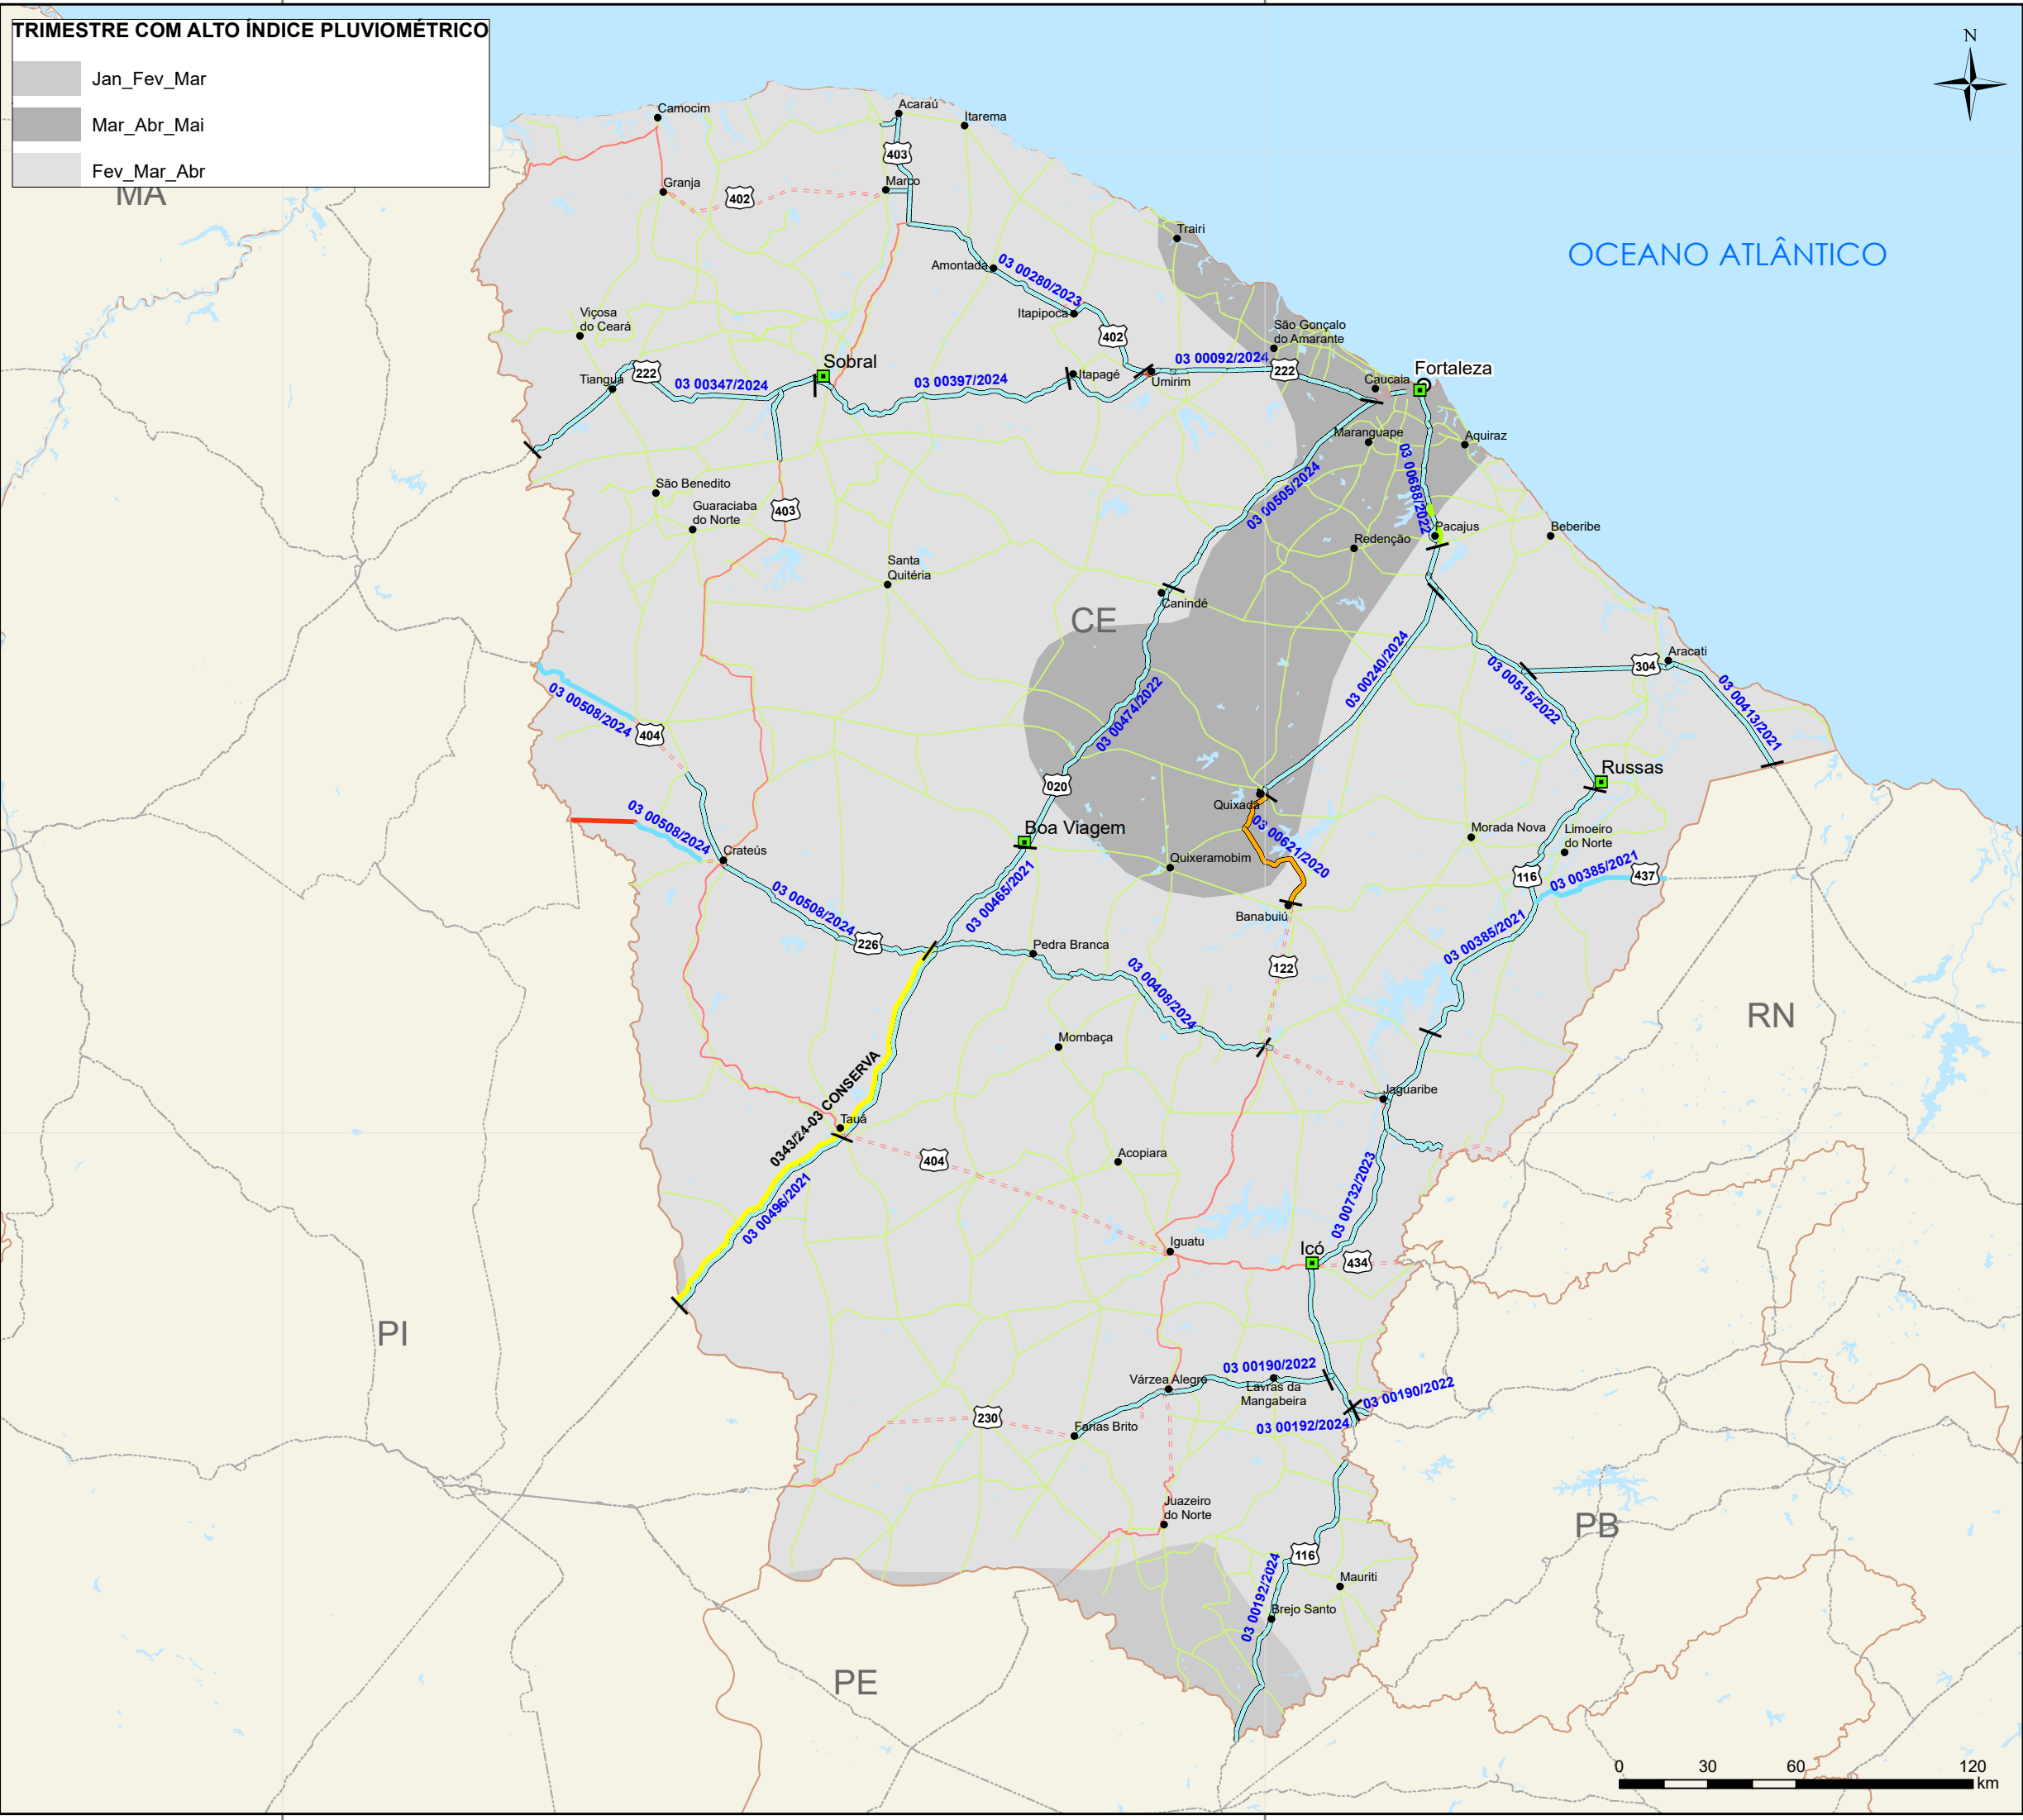 TRIMESTRE COM ALTO ÍNDICE PLUVIOMÉTRICO
Jan_Fev_Mar
Mar_Abr_Mai
Fev_Mar_Abr
MA
N
OCEANO ATLÂNTICO
Camocim
Acaraú
Itarema
403
Granja
402
Marco
Trairi
Amontada
03 00280/2023
Itapipoca
402
Viçosa
do Ceará
São Gonçalo
do Amarante
Sobral
03 00092/2024
222
Fortaleza
Tianguá
222
03 00347/2024
03 00397/2024
Itapagé
Umirim
Caucaia
Maranguape
Aquiraz
03 00688/2022
03 00505/2024
São Benedito
Guaraciaba
do Norte
403
Pacajus
Beberibe
Redenção
Santa
Quitéria
Canindé
CE
03 00240/2024
Aracati
304
03 00508/2024
404
03 00474/2022
03 00515/2022
03 00413/2021
020
Russas
Quixadá
03 00621/2020
03 00508/2024
Crateús
Boa Viagem
Morada Nova
Limoeiro
do Norte
Quixeramobim
116
03 00385/2021
437
03 00465/2021
03 00508/2024
226
Banabuiú
03 00385/2021
Pedra Branca
122
03 00408/2024
RN
Mombaça
0343/24-03 CONSERVA
Tauá
Jaguaribe
404
Acopiara
03 00496/2021
03 00732/2023
Iguatu
Icó
434
PI
03 00190/2022
Várzea Alegre
Lavras da
Mangabeira
03 00190/2022
230
Farias Brito
03 00192/2024
Juazeiro
do Norte
PB
116
03 00192/2024
Mauriti
Brejo Santo
PE
0
30
60
120
km